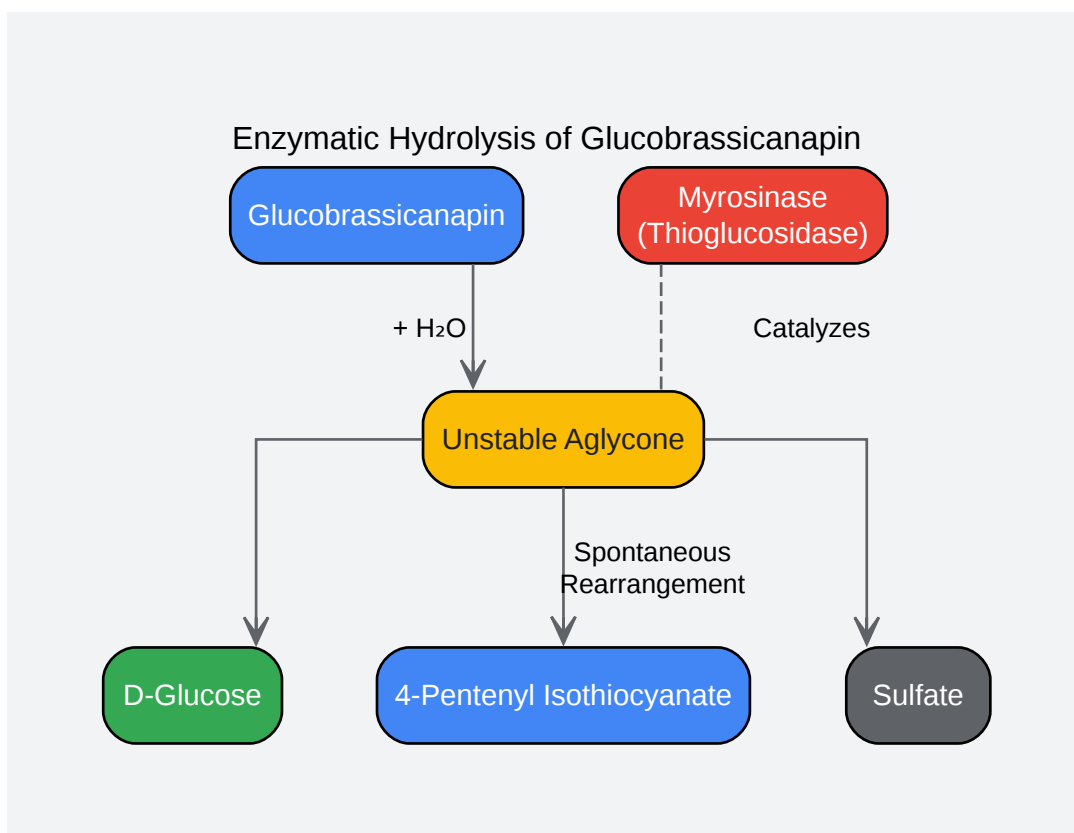 Enzymatic Hydrolysis of Glucobrassicanapin
Glucobrassicanapin
Myrosinase
(Thioglucosidase)
+ H₂O
Catalyzes
Unstable Aglycone
Spontaneous
Rearrangement
D-Glucose
4-Pentenyl Isothiocyanate
Sulfate